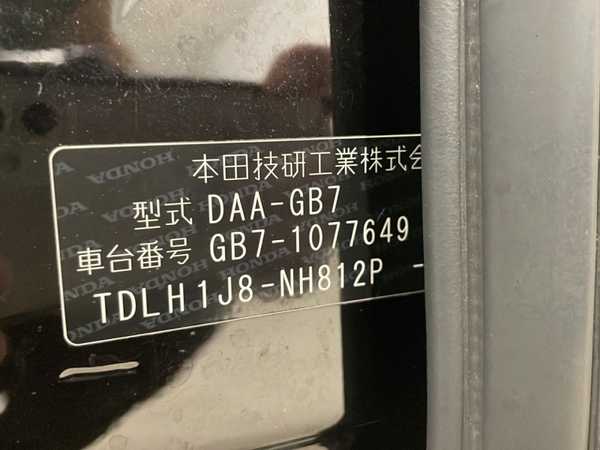 本田技研工業株式会
型式 DAA-GB7
車台番号 GB7-1077649
TDLH1J8-NH812P -